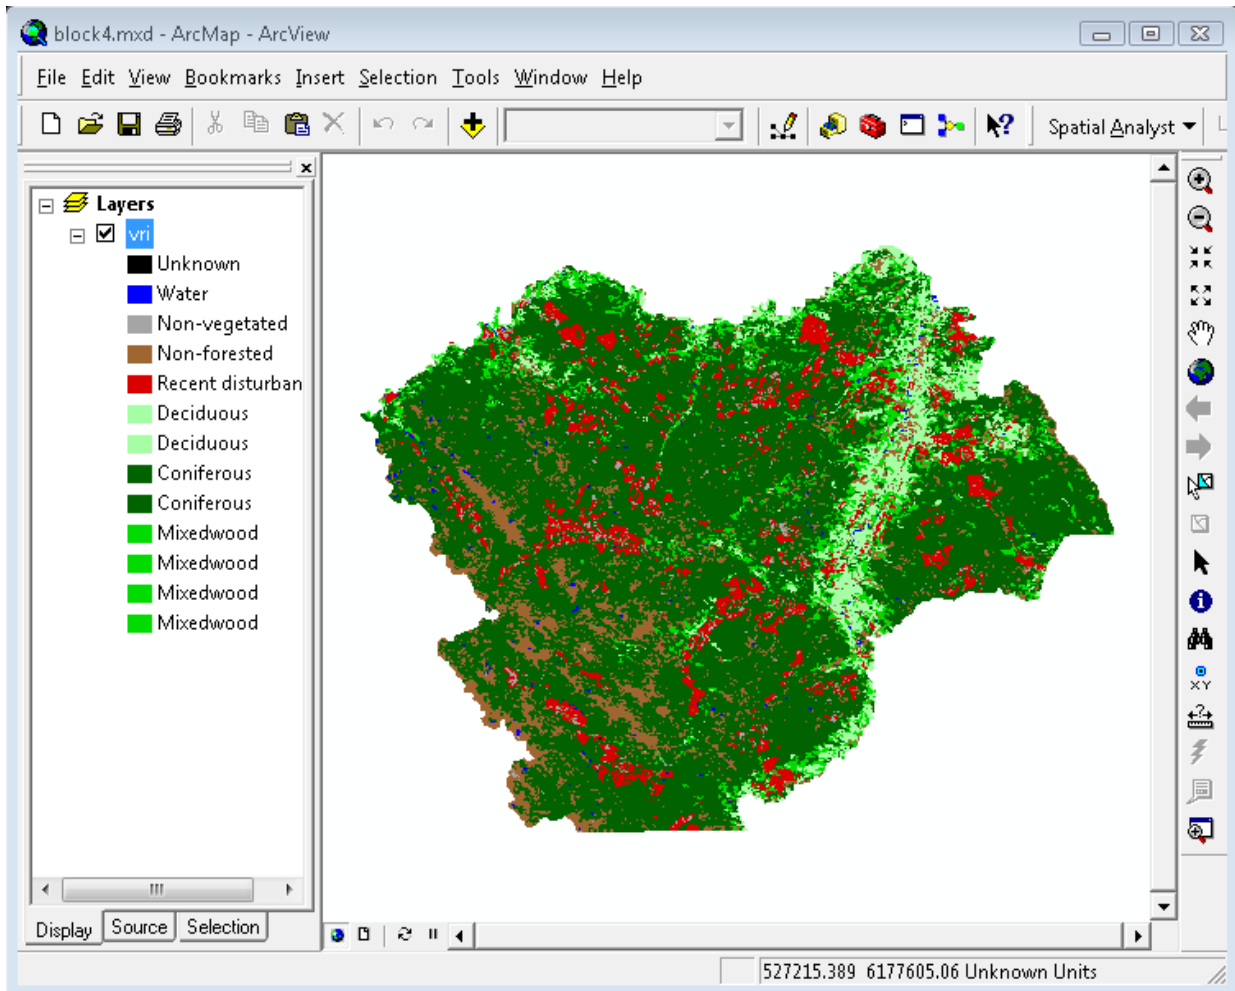 block4.mxd - ArcMap - ArcView
File Edit View Bookmarks Insert Selection Tools Window Help
Spatial Analyst
Layers
vri
Unknown
Water
Non-vegetated
Non-forested
Recent disturban
Deciduous
Deciduous
Coniferous
Coniferous
Mixedwood
Mixedwood
Mixedwood
Mixedwood
XY
Display Source Selection
527215.389 6177605.06 Unknown Units